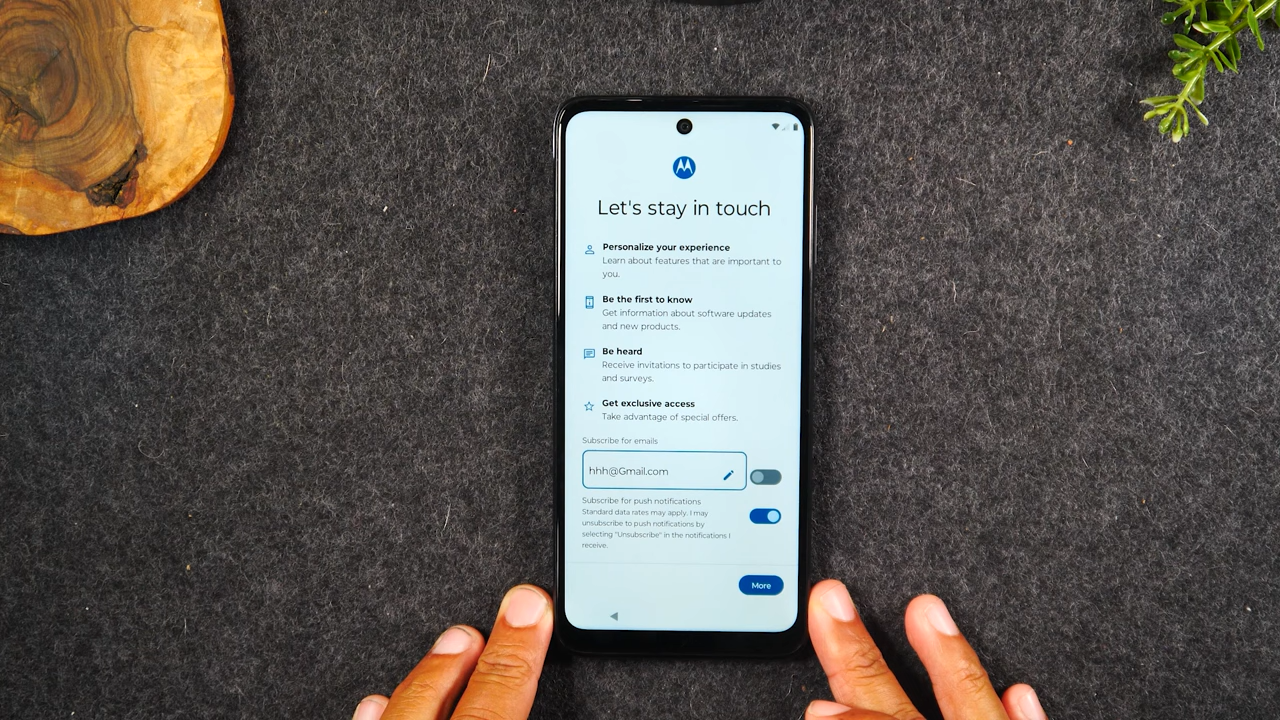 Let's stay in touch
Personalize your experience
Learn about features that are important to
you.
Be the first to know
Get information about software updates
and new products.
Be heard
Receive invitations to participate in studies
and surveys.
Get exclusive access
Take advantage of special offers.
Subscribe for emails
hhh@Gmail.com
Subscribe for push notifications
Standard data rates may apply. I may
unsubscribe to push notifications by
selecting "Unsubscribe" in the notifications I
receive.
More